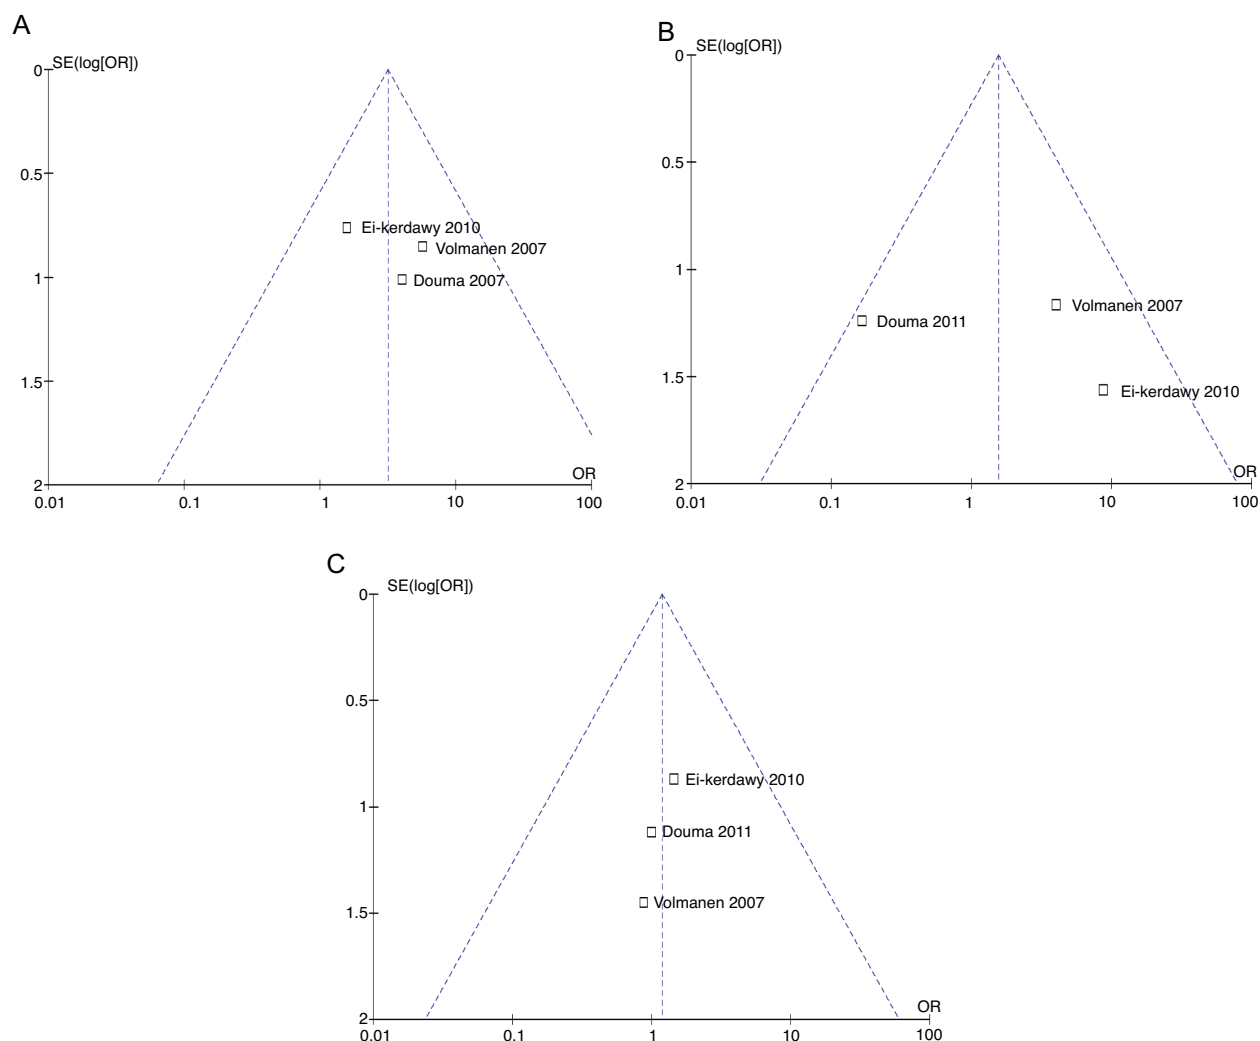 A
SE(log[OR])
0
0.5
Ei-kerdawy 2010
Volmanen 2007
1
Douma 2007
1.5
OR
2
0.01 0.1 1 10 100
B
SE(log[OR])
0
0.5
1
Volmanen 2007
Douma 2011
1.5
Ei-kerdawy 2010
OR
2
0.01 0.1 1 10 100
C
SE(log[OR])
0
0.5
Ei-kerdawy 2010
1
Douma 2011
Volmanen 2007
1.5
OR
2
0.01 0.1 1 10 100